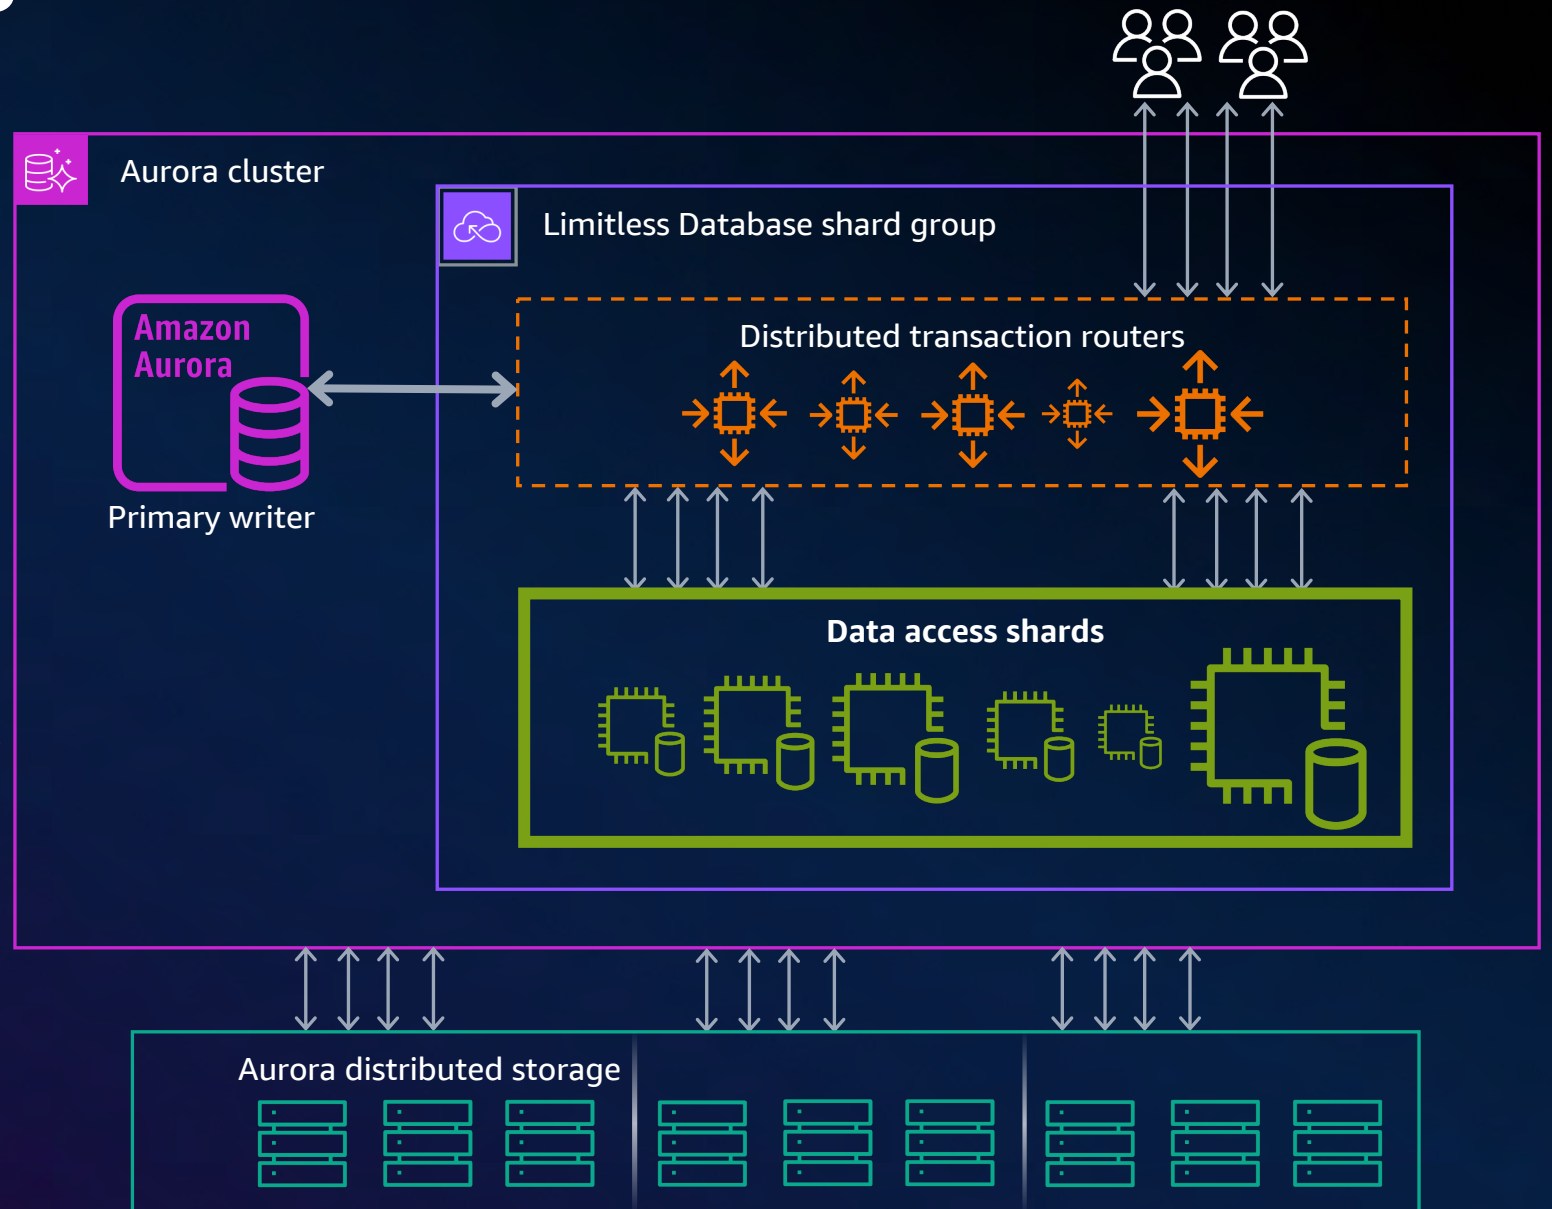 Aurora cluster
Limitless Database shard group
Amazon
Aurora
Distributed transaction routers
Primary writer
Data access shards
Aurora distributed storage